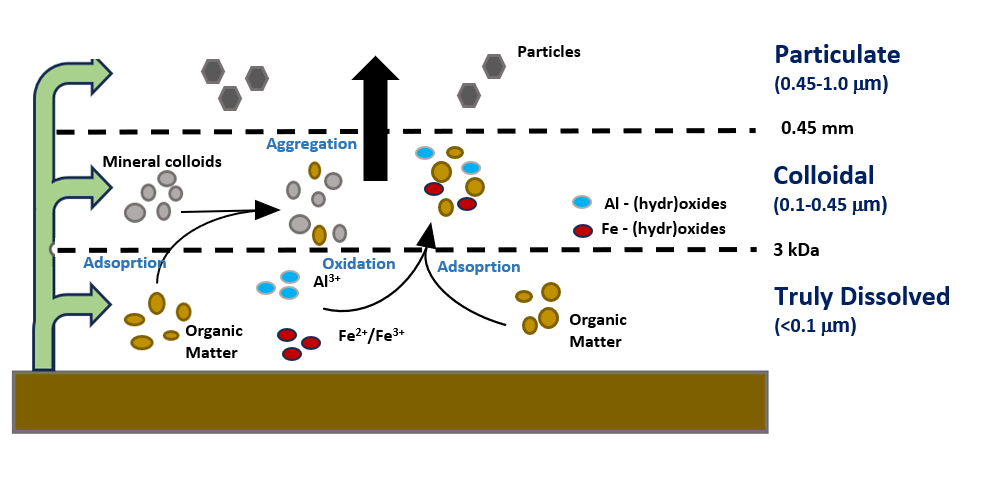 Particles
Particulate
(0.45-1.0 µm)
0.45 mm
Aggregation
Mineral colloids
Colloidal
(0.1-0.45 µm)
Al - (hydr)oxides
Fe - (hydr)oxides
3 kDa
Adsoprtion
Oxidation
Adsoprtion
Al³⁺
Truly Dissolved
(<0.1 µm)
Organic
Matter
Fe²⁺/Fe³⁺
Organic
Matter